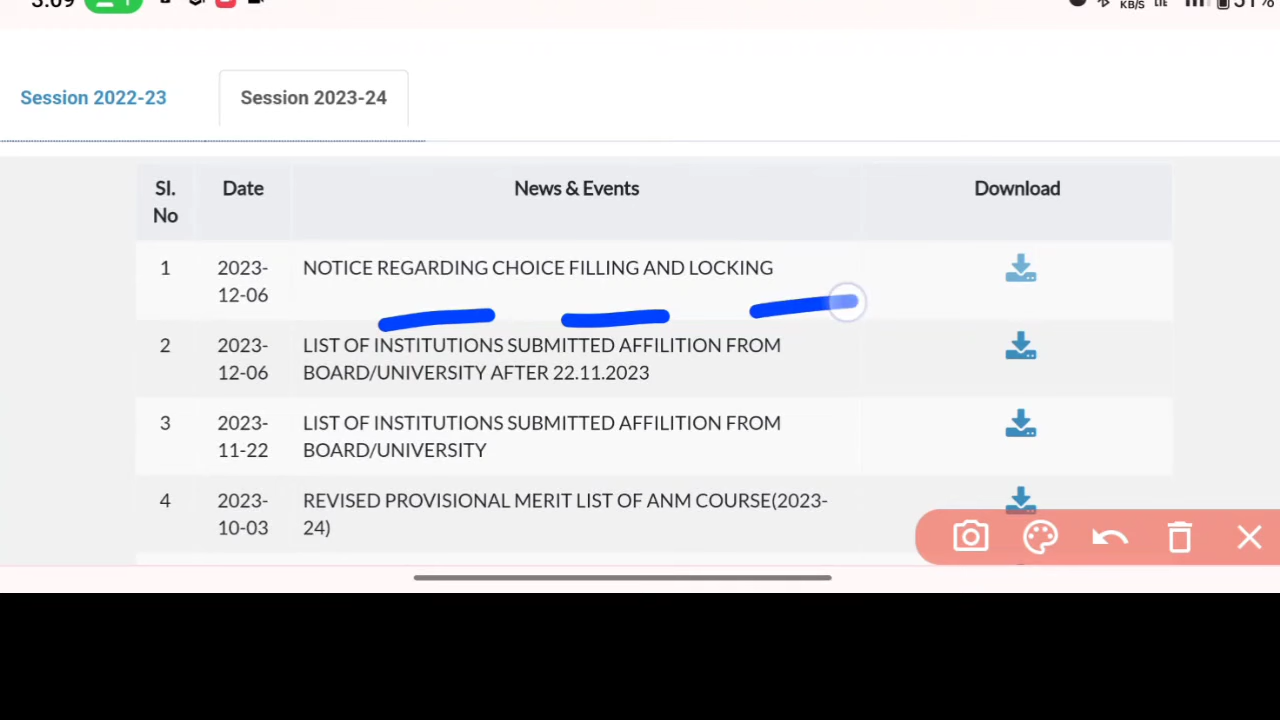 KB/S LTE 51%
Session 2022-23 Session 2023-24
Sl. Date News & Events Download
No
1 2023- NOTICE REGARDING CHOICE FILLING AND LOCKING
12-06
2 2023- LIST OF INSTITUTIONS SUBMITTED AFFILITION FROM
12-06 BOARD/UNIVERSITY AFTER 22.11.2023
3 2023- LIST OF INSTITUTIONS SUBMITTED AFFILITION FROM
11-22 BOARD/UNIVERSITY
4 2023- REVISED PROVISIONAL MERIT LIST OF ANM COURSE(2023-
10-03 24)